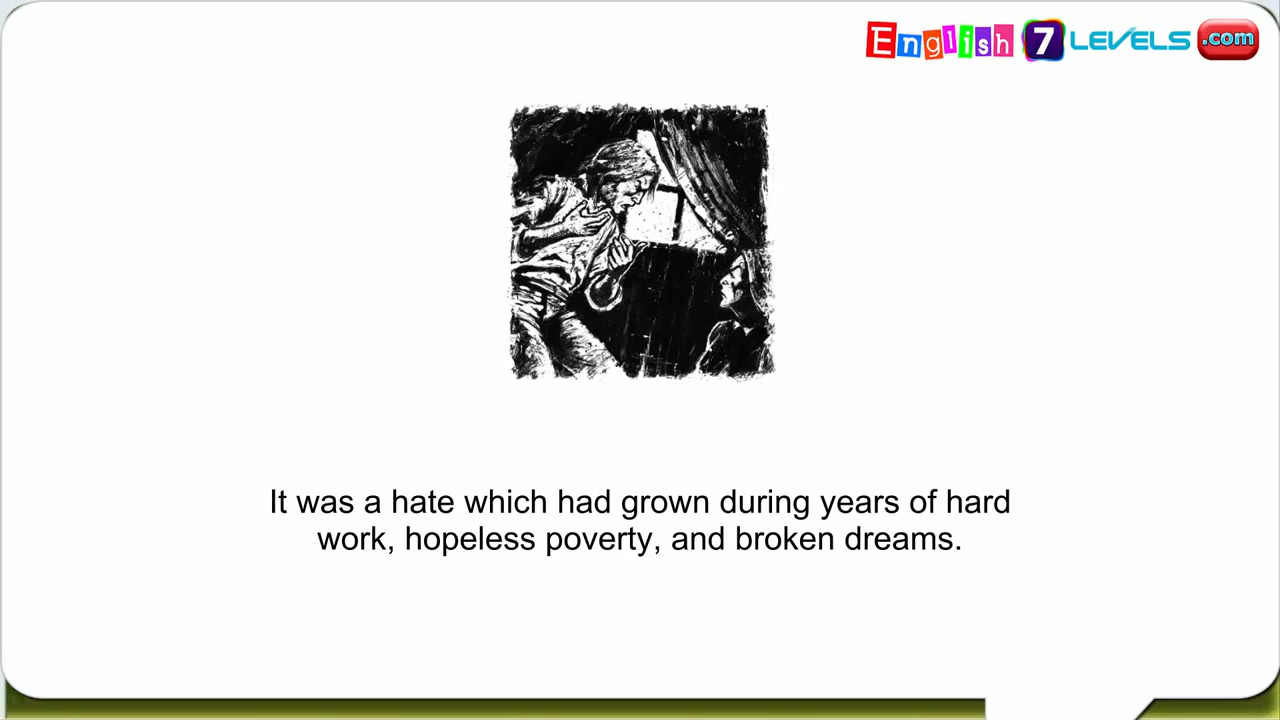 English 7 LEVELS .com
It was a hate which had grown during years of hard
work, hopeless poverty, and broken dreams.